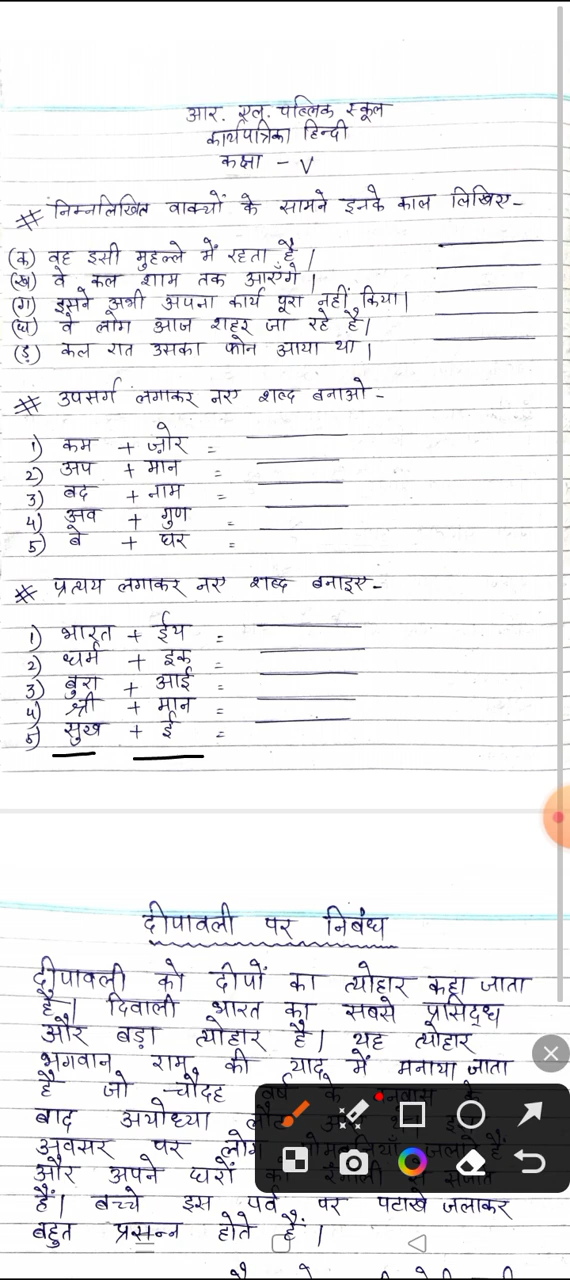 आर. एल. पब्लिक स्कूल
कार्यपत्रिका हिन्दी
कक्षा - V
# निम्नलिखित वाक्यों के सामने इनके काल लिखिए-
(क) वह इसी मुहल्ले में रहता है।
(ख) वे कल शाम तक आएँगे।
(ग) इसने अभी अपना कार्य पूरा नहीं किया।
(घ) वे लोग आज शहर जा रहे है।
(ड़) कल रात उसका फोन आया था।
# उपसर्ग लगाकर नए शब्द बनाओ-
1) कम + ज़ोर =
2) अप + मान =
3) बद + नाम =
4) अव + गुण =
5) बे + घर =
* प्रत्यय लगाकर नए शब्द बनाइए-
1) भारत + ईय =
2) धर्म + इक =
3) बुरा + आई =
4) श्री + मान =
5) सुख + ई =
दीपावली पर निबंध
दीपावली को दीपों का त्योहार कहा जाता
है। दिवाली भारत का सबसे प्रसिद्ध
और बड़ा त्योहार है। यह त्योहार
भगवान राम की याद में मनाया जाता
है जो चौदह वर्ष के के
बाद अयोध्या
अवसर पर लोग जलाते हैं
और अपने घरों
हैं। बच्चे इस पर्व पर पटाखे जलाकर
बहुत प्रसन्न होते हैं।